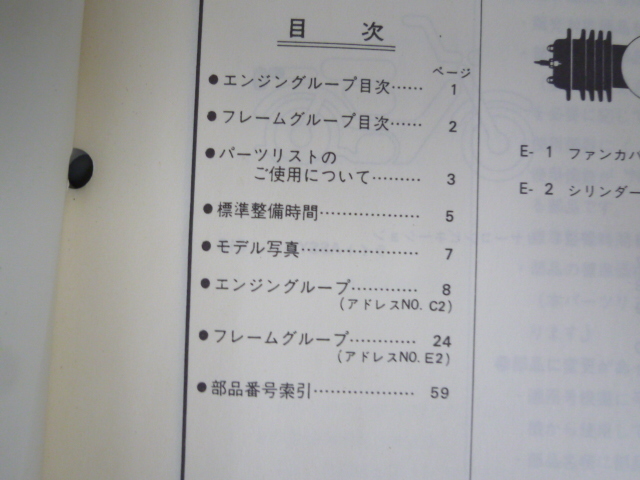 目 次
ページ
●エンジングループ目次…… 1
●フレームグループ目次…… 2
●パーツリストの
ご使用について……… 3
●標準整備時間……………… 5
●モデル写真………………… 7
●エンジングループ………… 8
(アドレスNO. C2)
●フレームグループ………… 24
(アドレスNO. E2)
●部品番号索引……………… 59
E- 1 ファンカバ
E- 2 シリンダー